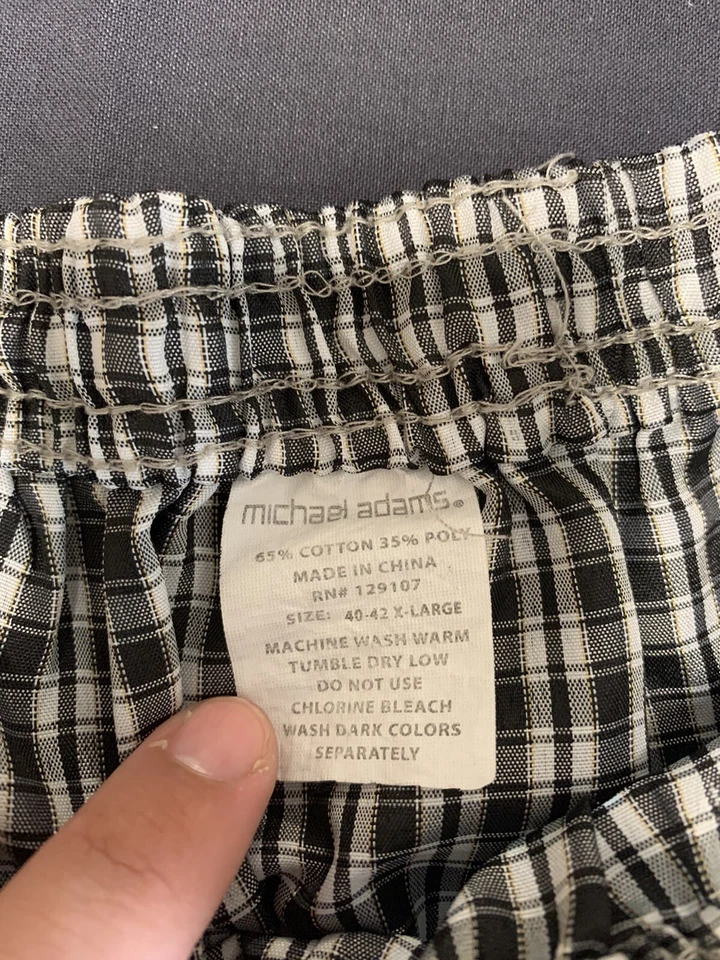 michael adams®
65% COTTON 35% POLY
MADE IN CHINA
RN# 129107
SIZE: 40-42 X-LARGE
MACHINE WASH WARM
TUMBLE DRY LOW
DO NOT USE
CHLORINE BLEACH
WASH DARK COLORS
SEPARATELY